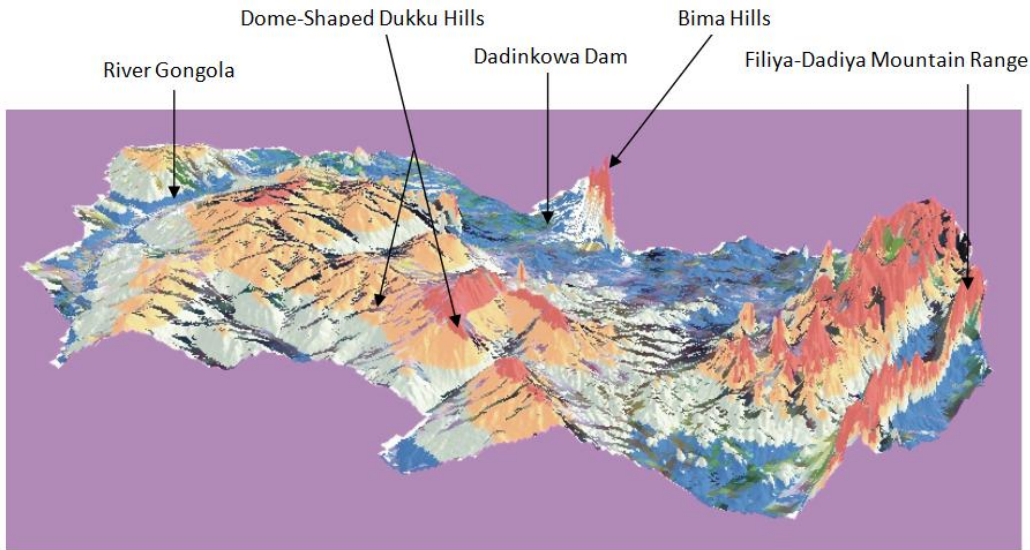 Dome-Shaped Dukku Hills
Bima Hills
River Gongola
Dadinkowa Dam
Filiya-Dadiya Mountain Range